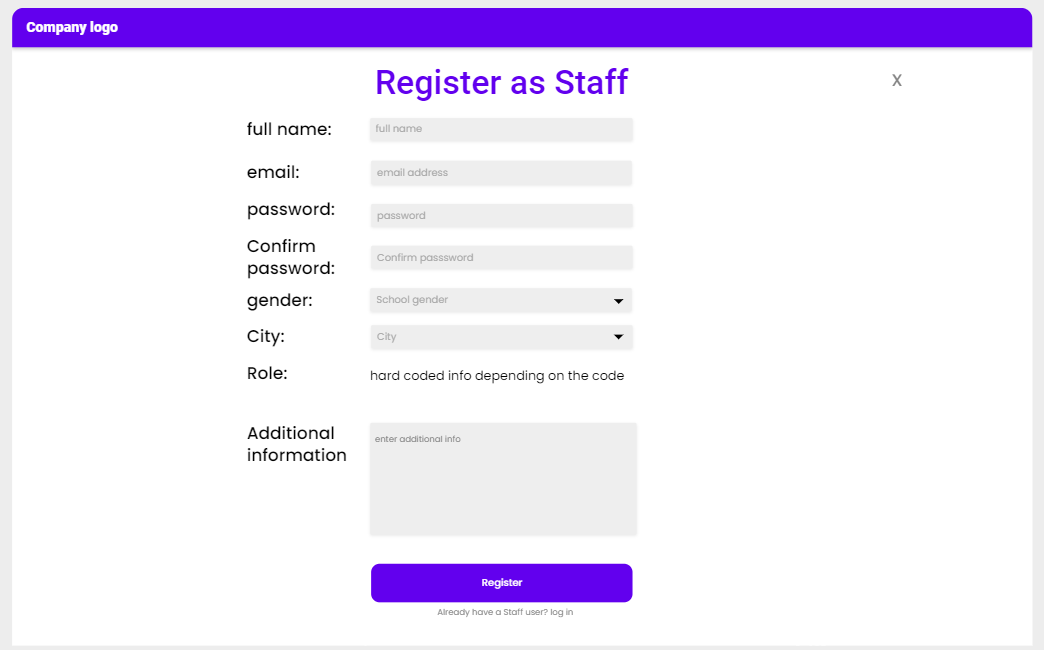 Company logo
Register as Staff
X
full name:
full name
email:
email address
password:
password
Confirm
password:
Confirm passsword
gender:
School gender
City:
City
Role:
hard coded info depending on the code
Additional
information
enter additional info
Register
Already have a Staff user? log in